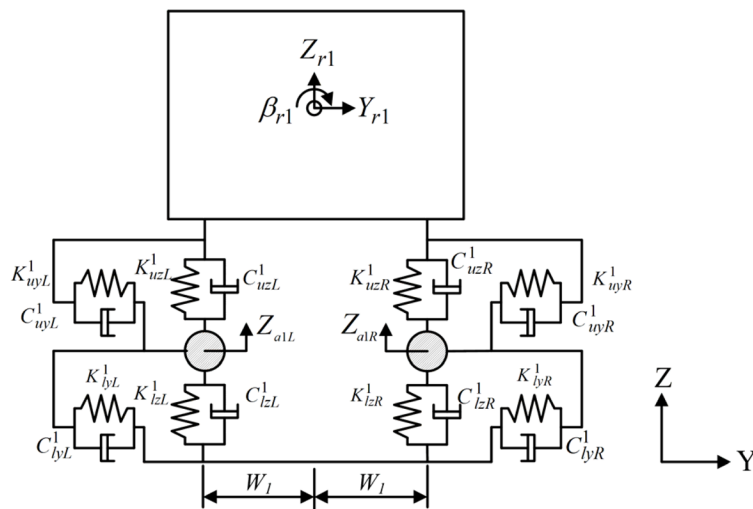 Z_{r1}
β_{r1} Y_{r1}
K^1_{uyL} K^1_{uzL} C^1_{uzL} K^1_{uzR} C^1_{uzR} K^1_{uyR}
C^1_{uyL} C^1_{uyR}
Z_{a1L} Z_{a1R}
K^1_{lyL} K^1_{lzL} C^1_{lzL} K^1_{lzR} C^1_{lzR} K^1_{lyR}
C^1_{lyL} C^1_{lyR}
Z
Y
W_l W_l